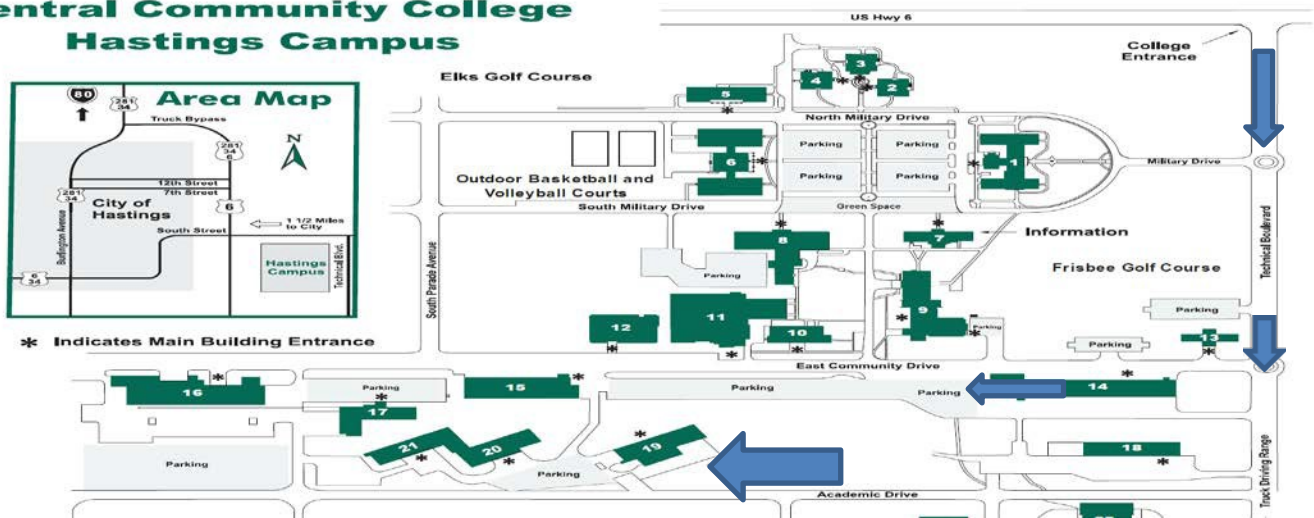 entral Community College
Hastings Campus
US Hwy 6
College
Entrance
Elks Golf Course
80
281
34
Area Map
Truck Bypass
N
281
34
6
12th Street
7th Street
281
34
City of
Hastings
6
1 1/2 Miles
to City
South Street
Burlington Avenue
Hastings
Campus
Technical Blvd.
6
34
* Indicates Main Building Entrance
3
4
2
5
North Military Drive
Parking
Parking
6
1
Military Drive
Parking
Parking
Outdoor Basketball and
Volleyball Courts
South Military Drive
Green Space
South Parade Avenue
Technical Boulevard
8
7
Information
Parking
Frisbee Golf Course
9
Parking
11
12
10
Parking
Parking
13
East Community Drive
16
Parking
15
Parking
Parking
14
17
21
20
19
18
Parking
Parking
Academic Drive
Truck Driving Range